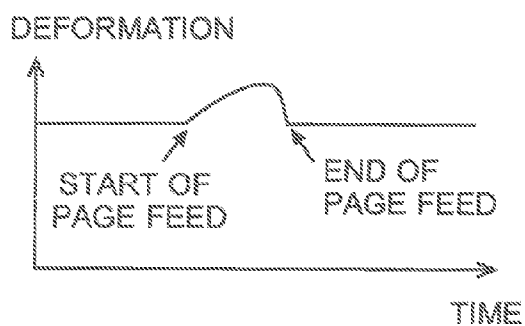 DEFORMATION
START OF
PAGE FEED
END OF
PAGE FEED
TIME